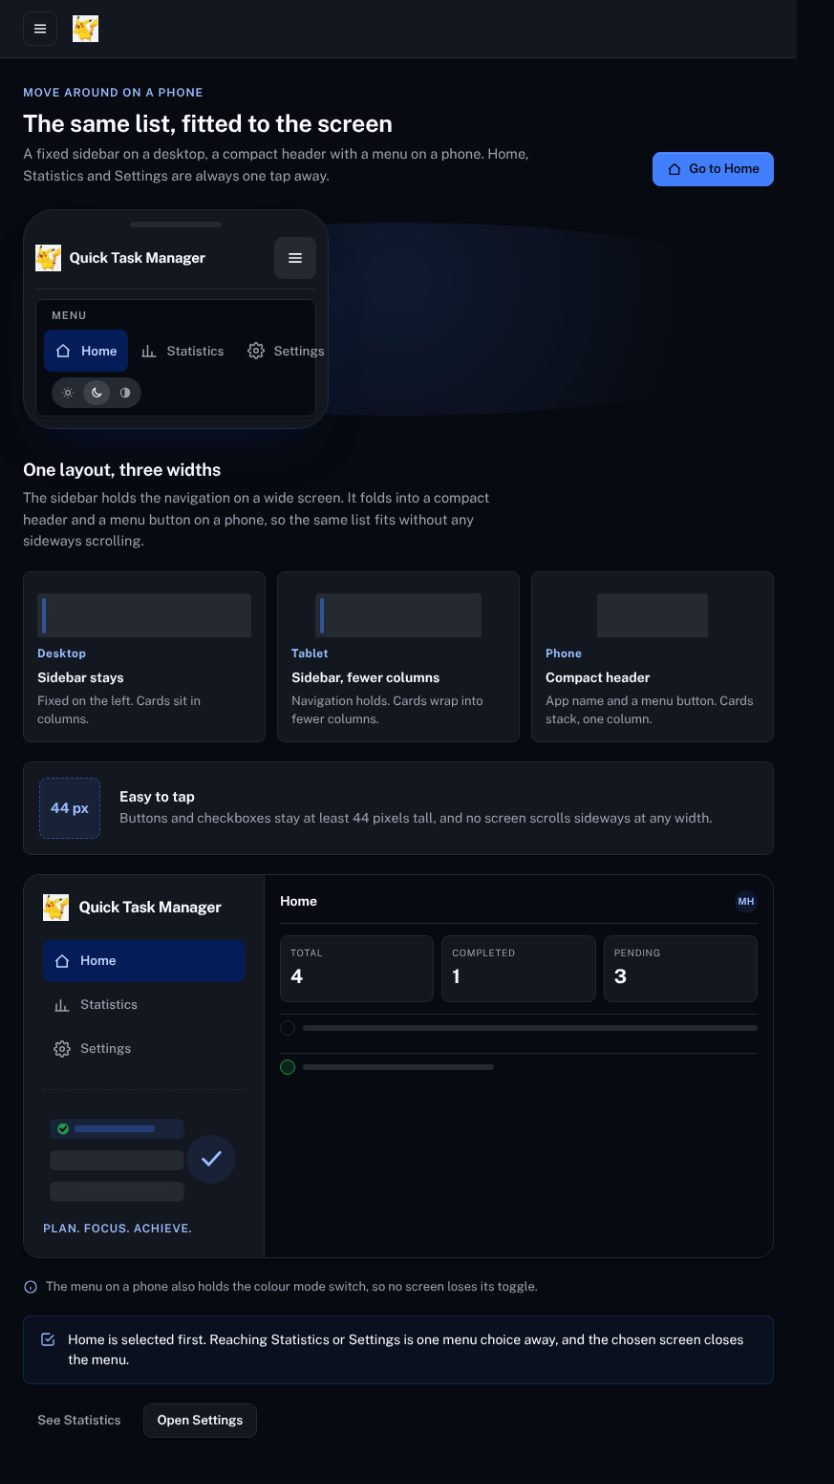 MOVE AROUND ON A PHONE
The same list, fitted to the screen
A fixed sidebar on a desktop, a compact header with a menu on a phone. Home,
Statistics and Settings are always one tap away.
Go to Home
Quick Task Manager
MENU
Home Statistics Settings
One layout, three widths
The sidebar holds the navigation on a wide screen. It folds into a compact
header and a menu button on a phone, so the same list fits without any
sideways scrolling.
Desktop
Sidebar stays
Fixed on the left. Cards sit in
columns.
Tablet
Sidebar, fewer columns
Navigation holds. Cards wrap into
fewer columns.
Phone
Compact header
App name and a menu button. Cards
stack, one column.
44 px
Easy to tap
Buttons and checkboxes stay at least 44 pixels tall, and no screen scrolls sideways at any width.
Quick Task Manager
Home
Statistics
Settings
PLAN. FOCUS. ACHIEVE.
Home
MH
TOTAL
4
COMPLETED
1
PENDING
3
The menu on a phone also holds the colour mode switch, so no screen loses its toggle.
Home is selected first. Reaching Statistics or Settings is one menu choice away, and the chosen screen closes
the menu.
See Statistics
Open Settings